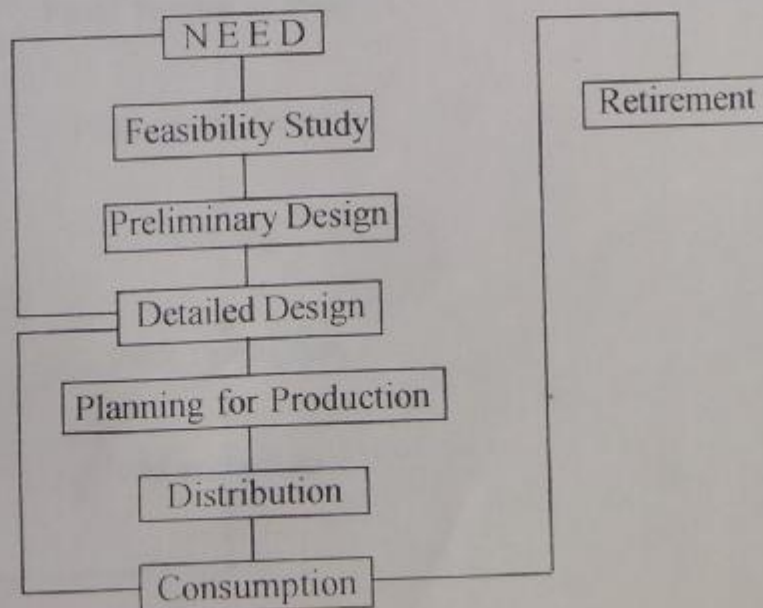 NEED
Feasibility Study
Preliminary Design
Detailed Design
Planning for Production
Distribution
Consumption
Retirement